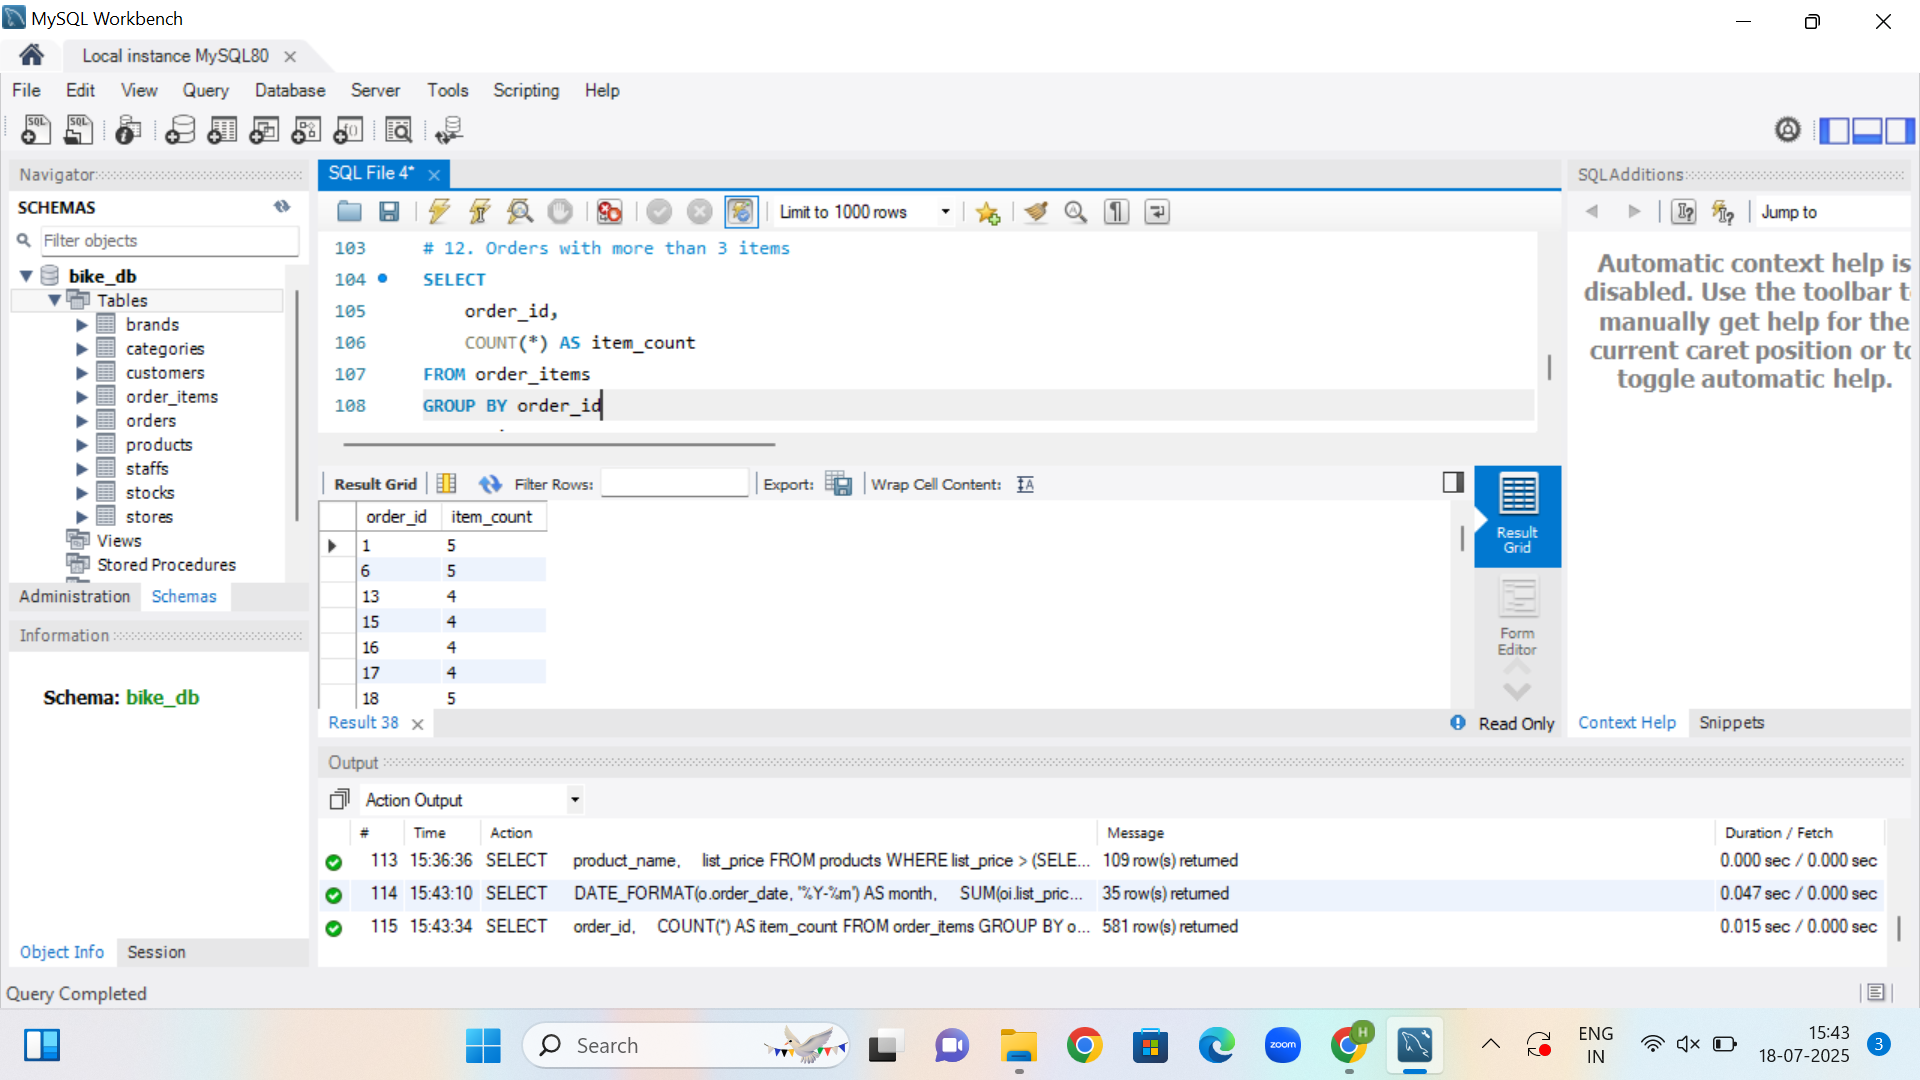 MySQL Workbench
Local instance MySQL80
File Edit View Query Database Server Tools Scripting Help
Navigator
SCHEMAS
Filter objects
bike_db
Tables
brands
categories
customers
order_items
orders
products
staffs
stocks
stores
Views
Stored Procedures
Administration Schemas
Information
Schema: bike_db
Object Info Session
SQL File 4*
Limit to 1000 rows
103 # 12. Orders with more than 3 items
104 SELECT
105 order_id,
106 COUNT(*) AS item_count
107 FROM order_items
108 GROUP BY order_id
Result Grid Filter Rows: Export: Wrap Cell Content:
order_id item_count
1 5
6 5
13 4
15 4
16 4
17 4
18 5
Result Grid
Form Editor
Result 38
Read Only
SQLAdditions
Jump to
Automatic context help is
disabled. Use the toolbar
manually get help for the
current caret position or
toggle automatic help.
Context Help Snippets
Output
Action Output
# Time Action Message Duration / Fetch
113 15:36:36 SELECT product_name, list_price FROM products WHERE list_price > (SELE... 109 row(s) returned 0.000 sec / 0.000 sec
114 15:43:10 SELECT DATE_FORMAT(o.order_date, '%Y-%m') AS month, SUM(oi.list_pric... 35 row(s) returned 0.047 sec / 0.000 sec
115 15:43:34 SELECT order_id, COUNT(*) AS item_count FROM order_items GROUP BY o... 581 row(s) returned 0.015 sec / 0.000 sec
Query Completed
Search
zoom
H
ENG
IN
15:43
18-07-2025
3